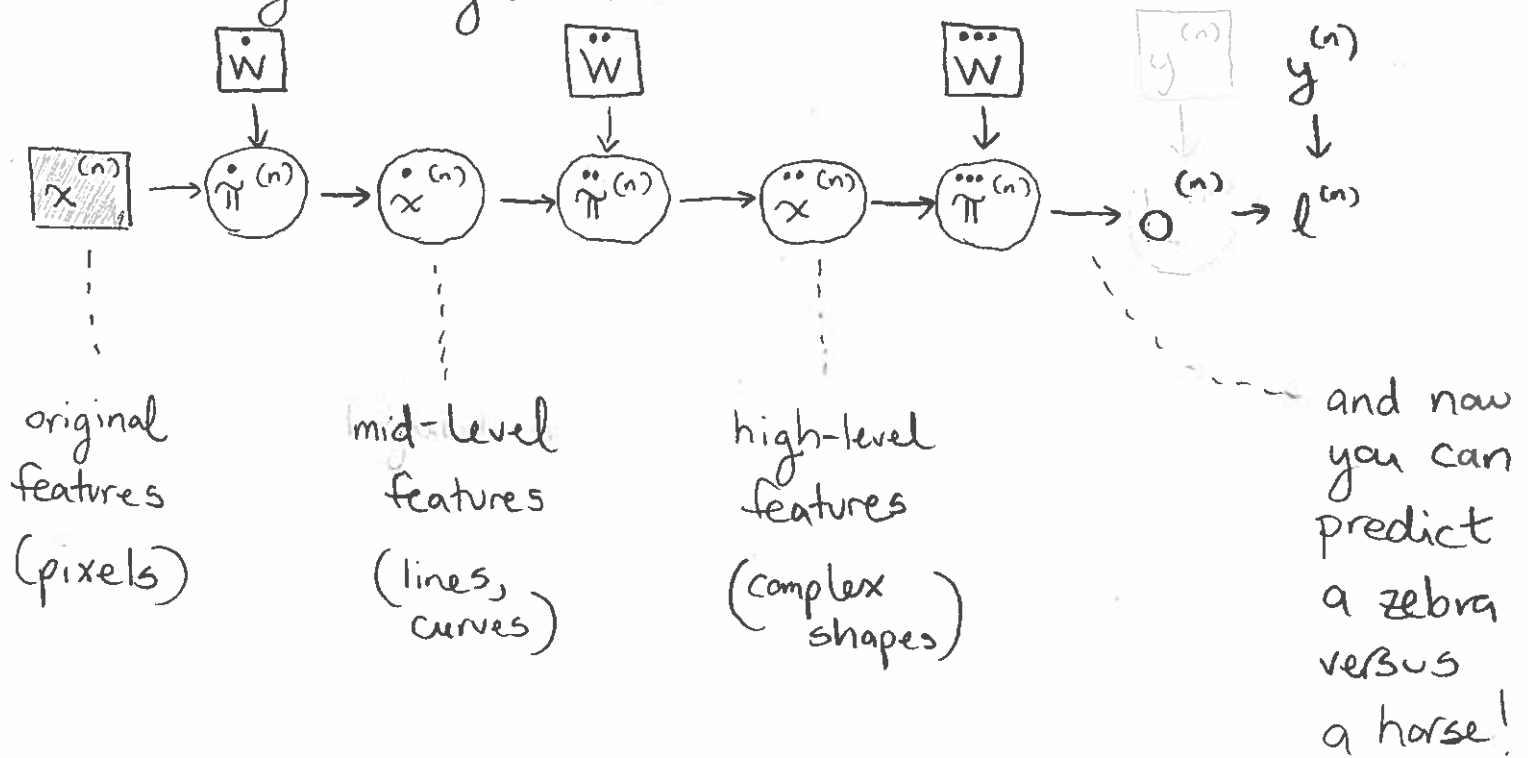 Ẇ Ẅ W⃛ y^(n) y^(n)
x^(n) → π̇^(n) → ẋ^(n) → π̈^(n) → ẍ^(n) → π⃛^(n) → o^(n) → l^(n)
original
features
(pixels)
mid-level
features
(lines,
curves)
high-level
features
(complex
shapes)
and now
you can
predict
a zebra
versus
a horse!